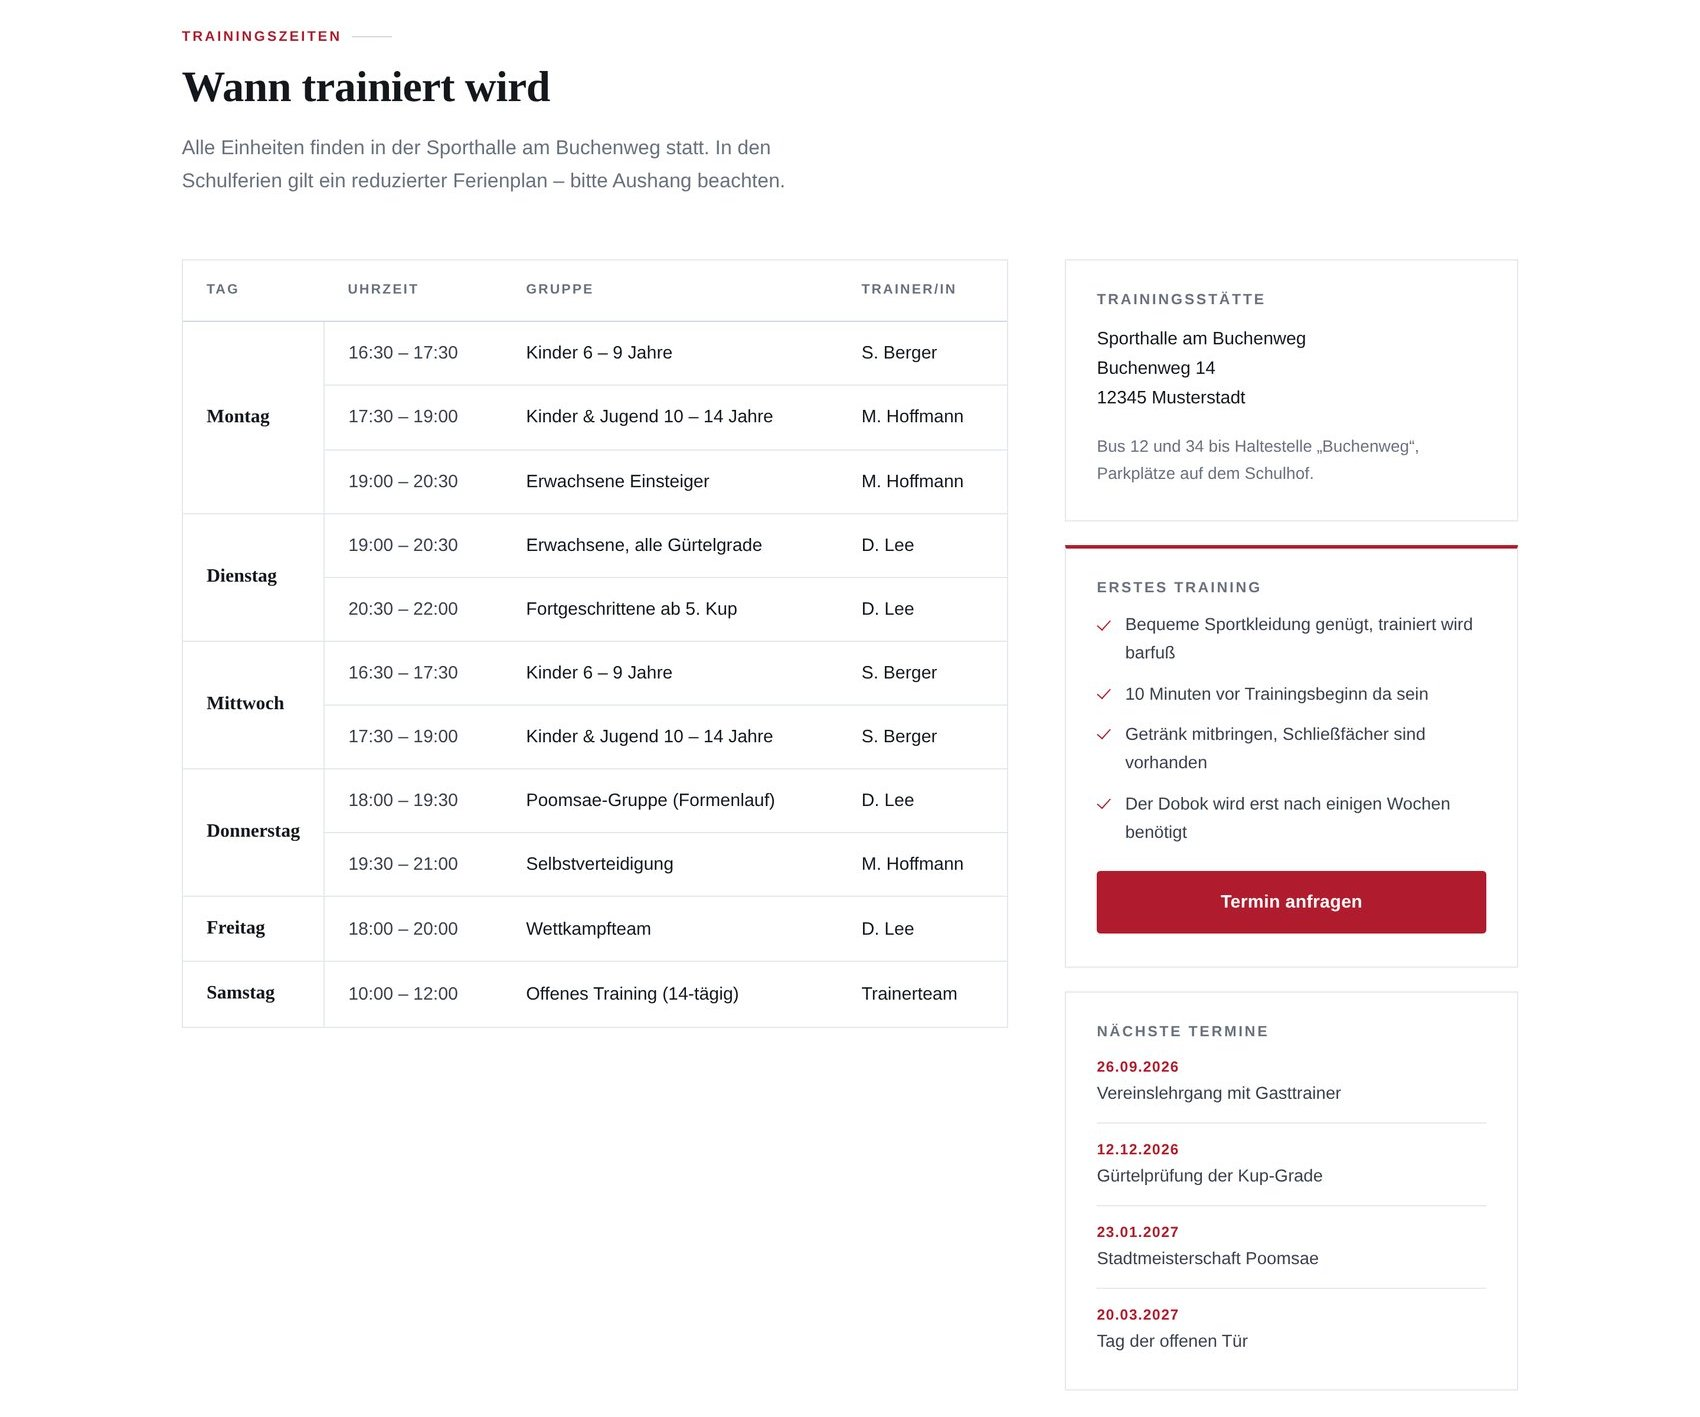 TRAININGSZEITEN
Wann trainiert wird
Alle Einheiten finden in der Sporthalle am Buchenweg statt. In den
Schulferien gilt ein reduzierter Ferienplan – bitte Aushang beachten.
TAG UHRZEIT GRUPPE TRAINER/IN
Montag
16:30 – 17:30 Kinder 6 – 9 Jahre S. Berger
17:30 – 19:00 Kinder & Jugend 10 – 14 Jahre M. Hoffmann
19:00 – 20:30 Erwachsene Einsteiger M. Hoffmann
Dienstag
19:00 – 20:30 Erwachsene, alle Gürtelgrade D. Lee
20:30 – 22:00 Fortgeschrittene ab 5. Kup D. Lee
Mittwoch
16:30 – 17:30 Kinder 6 – 9 Jahre S. Berger
17:30 – 19:00 Kinder & Jugend 10 – 14 Jahre S. Berger
Donnerstag
18:00 – 19:30 Poomsae-Gruppe (Formenlauf) D. Lee
19:30 – 21:00 Selbstverteidigung M. Hoffmann
Freitag 18:00 – 20:00 Wettkampfteam D. Lee
Samstag 10:00 – 12:00 Offenes Training (14-tägig) Trainerteam
TRAININGSSTÄTTE
Sporthalle am Buchenweg
Buchenweg 14
12345 Musterstadt
Bus 12 und 34 bis Haltestelle „Buchenweg“,
Parkplätze auf dem Schulhof.
ERSTES TRAINING
Bequeme Sportkleidung genügt, trainiert wird
barfuß
10 Minuten vor Trainingsbeginn da sein
Getränk mitbringen, Schließfächer sind
vorhanden
Der Dobok wird erst nach einigen Wochen
benötigt
Termin anfragen
NÄCHSTE TERMINE
26.09.2026
Vereinslehrgang mit Gasttrainer
12.12.2026
Gürtelprüfung der Kup-Grade
23.01.2027
Stadtmeisterschaft Poomsae
20.03.2027
Tag der offenen Tür